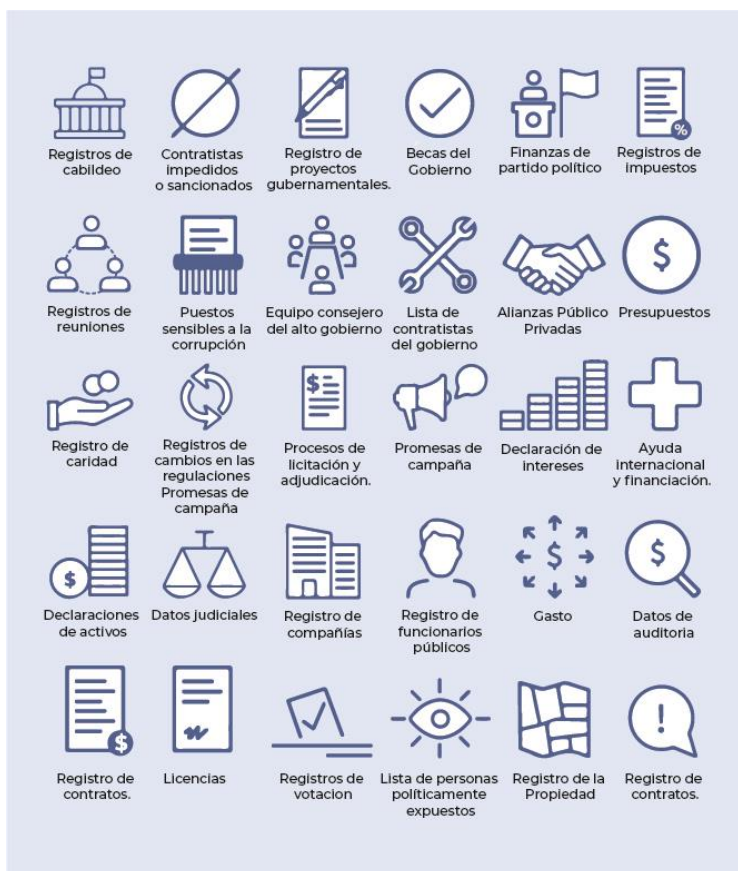 Registros de
cabildeo
Contratistas
impedidos
o sancionados
Registro de
proyectos
gubernamentales.
Becas del
Gobierno
Finanzas de
partido político
Registros de
impuestos
%
Registros de
reuniones
Puestos
sensibles a la
corrupción
Equipo consejero
del alto gobierno
Lista de
contratistas
del gobierno
Alianzas Público
Privadas
$
Presupuestos
Registro de
caridad
Registros de
cambios en las
regulaciones
Promesas de
campaña
$
Procesos de
licitación y
adjudicación.
Promesas de
campaña
Declaración de
intereses
Ayuda
internacional
y financiación.
$
Declaraciones
de activos
Datos judiciales
Registro de
compañías
Registro de
funcionarios
públicos
$
Gasto
$
Datos de
auditoria
$
Registro de
contratos.
Licencias
Registros de
votacion
Lista de personas
políticamente
expuestos
Registro de la
Propiedad
!
Registro de
contratos.